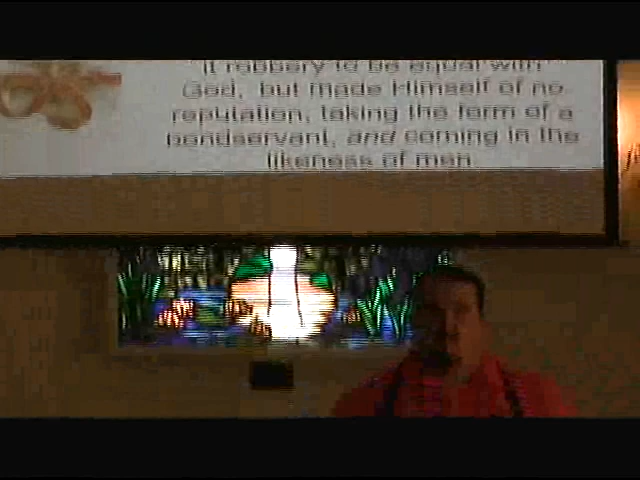 it robbery to be equal with
God, but made Himself of no
reputation, taking the form of a
bondservant, and coming in the
likeness of men.